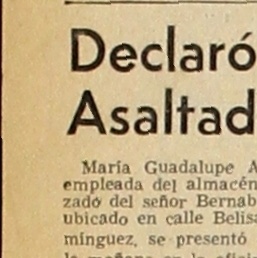 Declaró
Asaltad
María Guadalupe A
empleada del almacén
zado del señor Bernab
ubicado en calle Belis
mínguez, se presentó